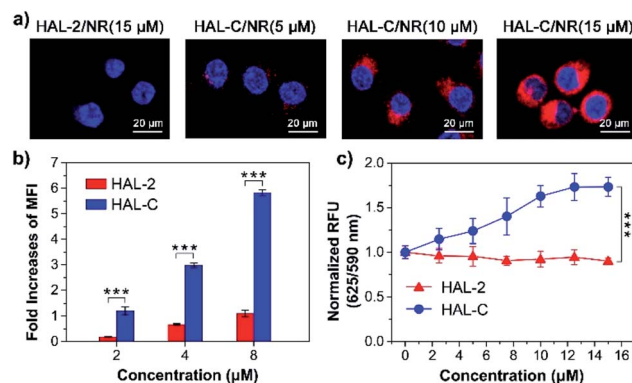 a)
HAL-2/NR(15 μM) HAL-C/NR(5 μM) HAL-C/NR(10 μM) HAL-C/NR(15 μM)
20 μm 20 μm 20 μm 20 μm
b)
Fold Increases of MFI
7
6
5
4
3
2
1
0
HAL-2
HAL-C
*** *** ***
2 4 8
Concentration (μM)
c)
Normalized RFU
(625/590 nm)
2.0
1.5
1.0
0.5
0.0
***
HAL-2
HAL-C
0 2 4 6 8 10 12 14 16
Concentration (μM)